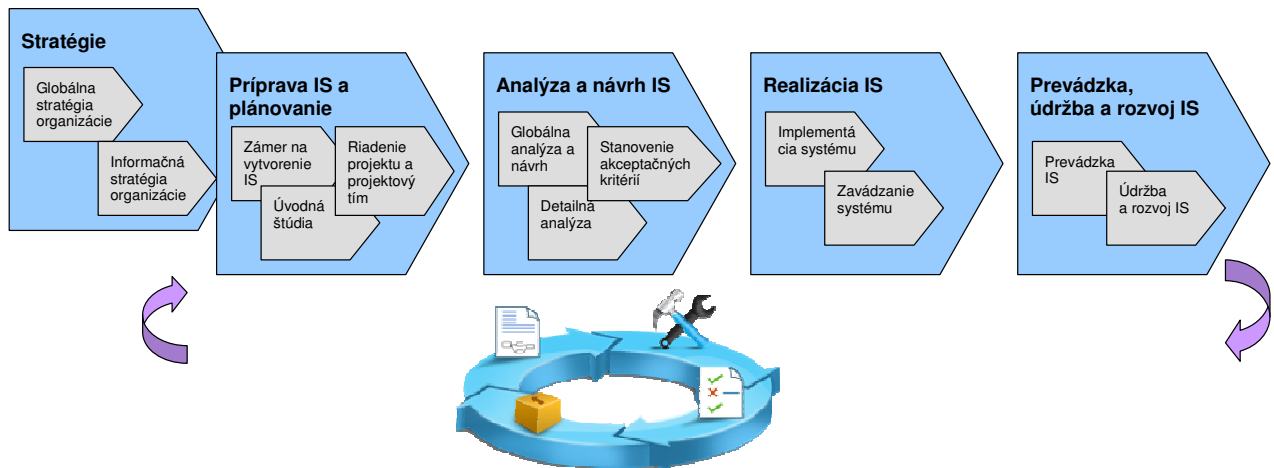 Stratégie
Globálna
stratégia
organizácie
Informačná
stratégia
organizácie
Príprava IS a
plánovanie
Zámer na
vytvorenie
IS
Úvodná
štúdia
Riadenie
projektu a
projektový
tím
Analýza a návrh IS
Globálna
analýza a
návrh
Detailná
analýza
Stanovenie
akceptačných
kritérií
Realizácia IS
Implementá
cia systému
Zavádzanie
systému
Prevádzka,
údržba a rozvoj IS
Prevádzka
IS
Údržba
a rozvoj IS